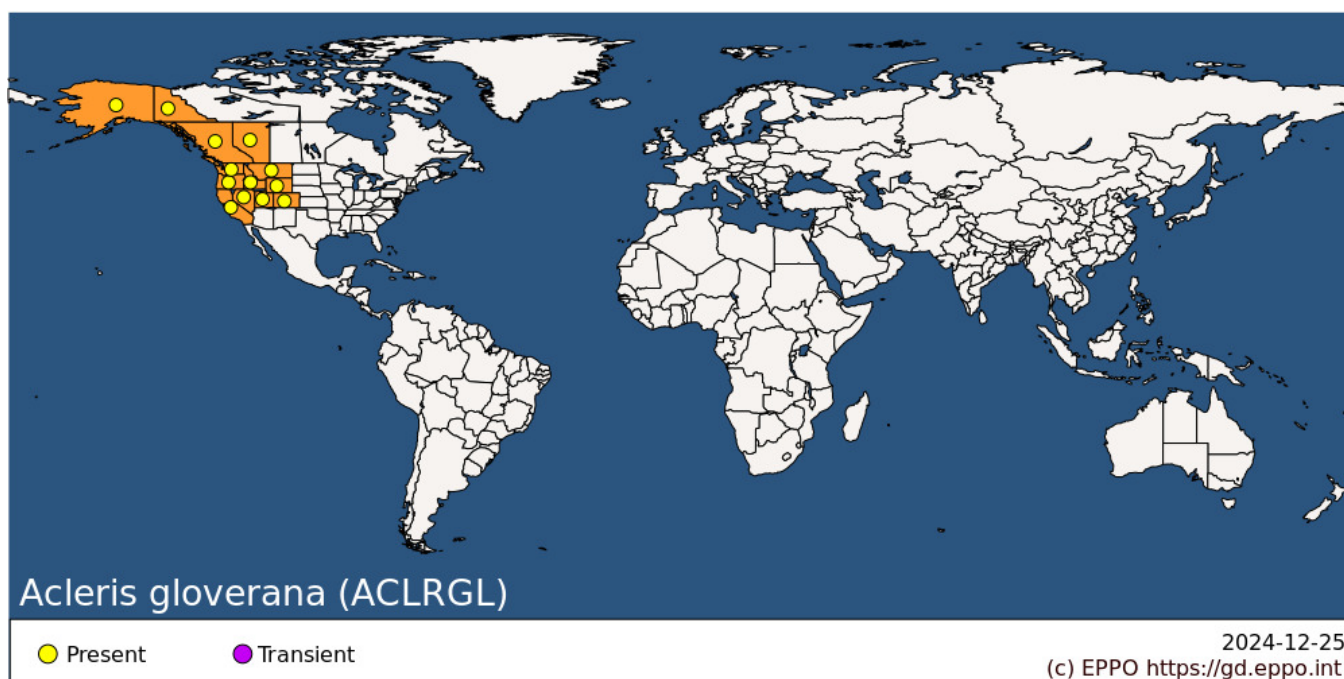 Acleris gloverana (ACLRGL)
Present
Transient
2024-12-25
(c) EPPO https://gd.eppo.int